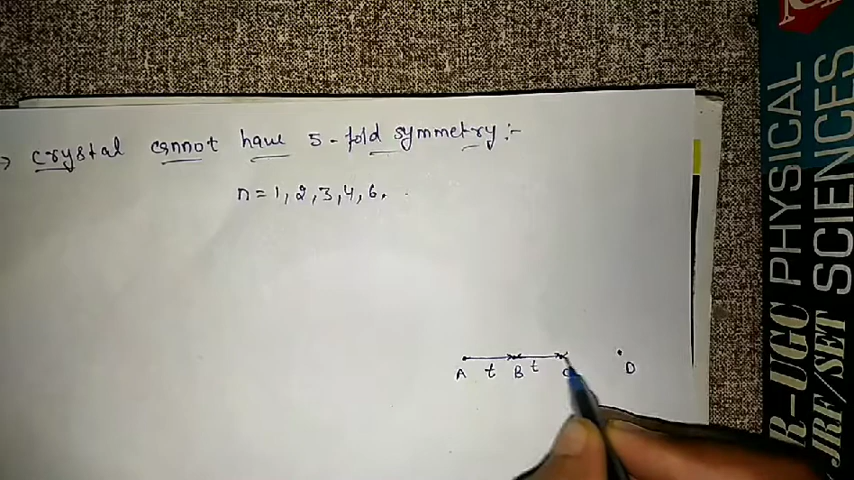 → crystal cannot have 5-fold symmetry :-
n = 1, 2, 3, 4, 6,
A t B t C D
R-UGC
JRF/SET
PHYSICAL
SCIENCES